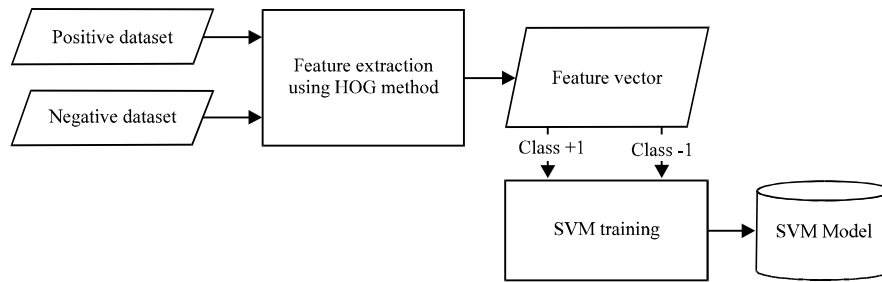 Positive dataset
Negative dataset
Feature extraction
using HOG method
Feature vector
Class +1
Class -1
SVM training
SVM Model